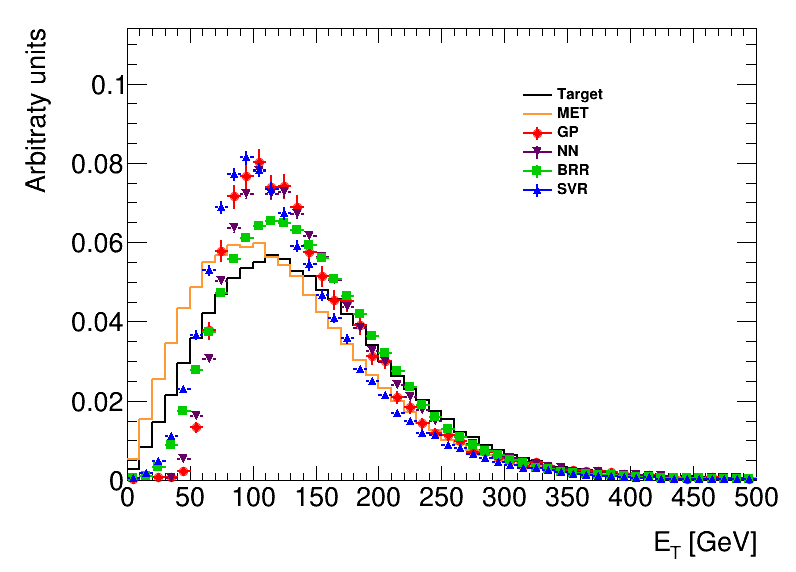 Arbitraty units
0.1
0.08
0.06
0.04
0.02
0
Target
MET
GP
NN
BRR
SVR
0 50 100 150 200 250 300 350 400 450 500
E_T [GeV]